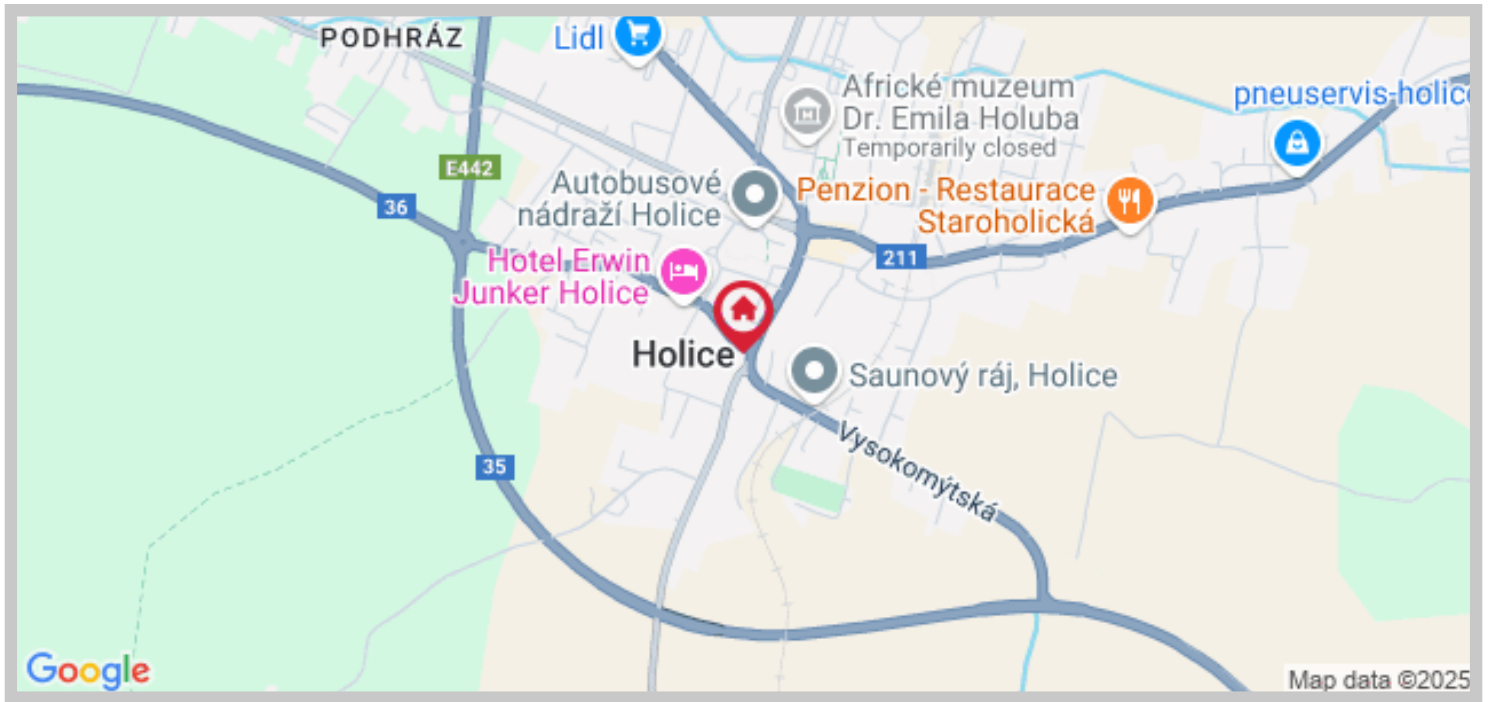 PODHRÁZ
Lidl
Africké muzeum
Dr. Emila Holuba
Temporarily closed
pneuservis-holice
E442
Autobusové
nádraží Holice
Penzion - Restaurace
Staroholická
36
211
Hotel Erwin
Junker Holice
Holice
Saunový ráj, Holice
Vysokomýtská
35
Google
Map data ©2025